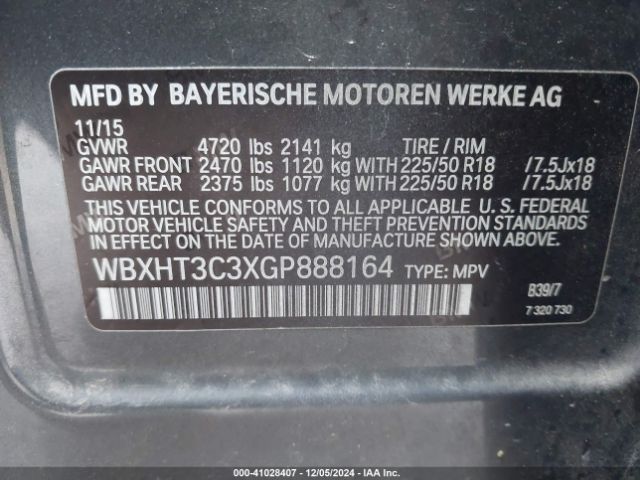 MFD BY BAYERISCHE MOTOREN WERKE AG
11/15
GVWR 4720 lbs 2141 kg TIRE / RIM
GAWR FRONT 2470 lbs 1120 kg WITH 225/50 R18 /7.5Jx18
GAWR REAR 2375 lbs 1077 kg WITH 225/50 R18 /7.5Jx18
THIS VEHICLE CONFORMS TO ALL APPLICABLE U. S. FEDERAL
MOTOR VEHICLE SAFETY AND THEFT PREVENTION STANDARDS
IN EFFECT ON THE DATE OF MANUFACTURE SHOWN ABOVE.
WBXHT3C3XGP888164 TYPE: MPV
B39/7
7 320 730
000-41028407 - 12/05/2024 - IAA Inc.